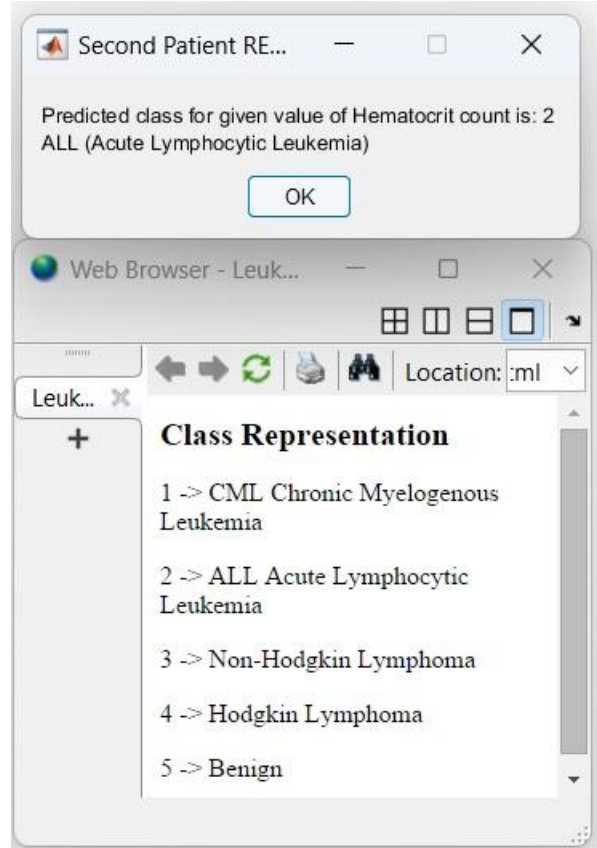 Second Patient RE...
Predicted class for given value of Hematocrit count is: 2
ALL (Acute Lymphocytic Leukemia)
OK
Web Browser - Leuk...
Location: :ml
Leuk...
Class Representation
1 -> CML Chronic Myelogenous
Leukemia
2 -> ALL Acute Lymphocytic
Leukemia
3 -> Non-Hodgkin Lymphoma
4 -> Hodgkin Lymphoma
5 -> Benign